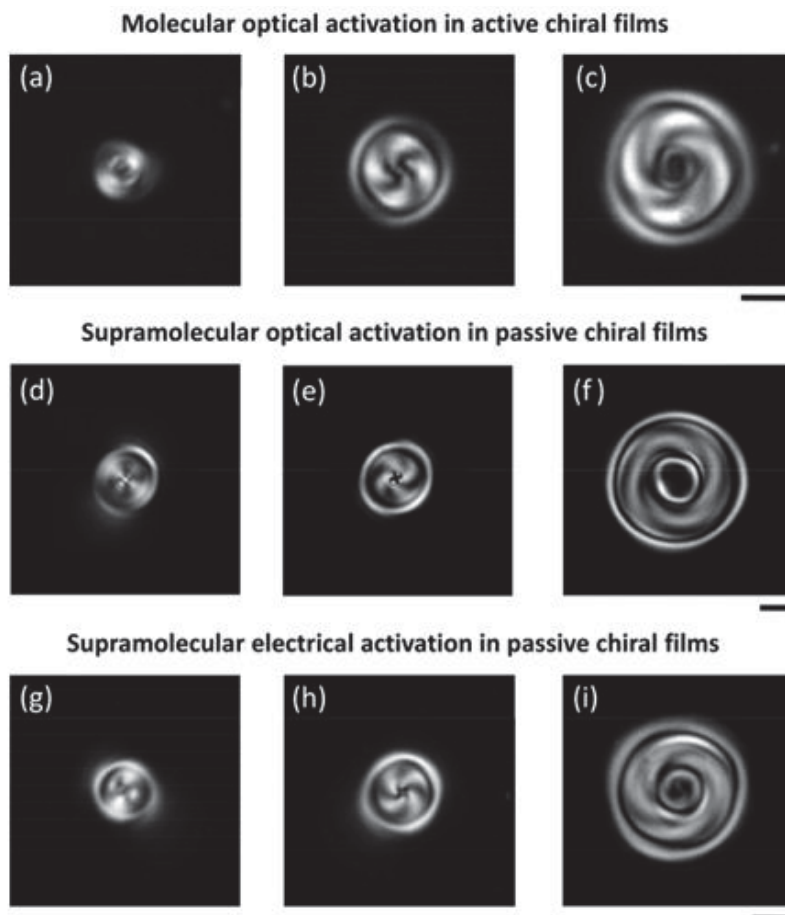 Molecular optical activation in active chiral films
(a) (b) (c)
Supramolecular optical activation in passive chiral films
(d) (e) (f)
Supramolecular electrical activation in passive chiral films
(g) (h) (i)